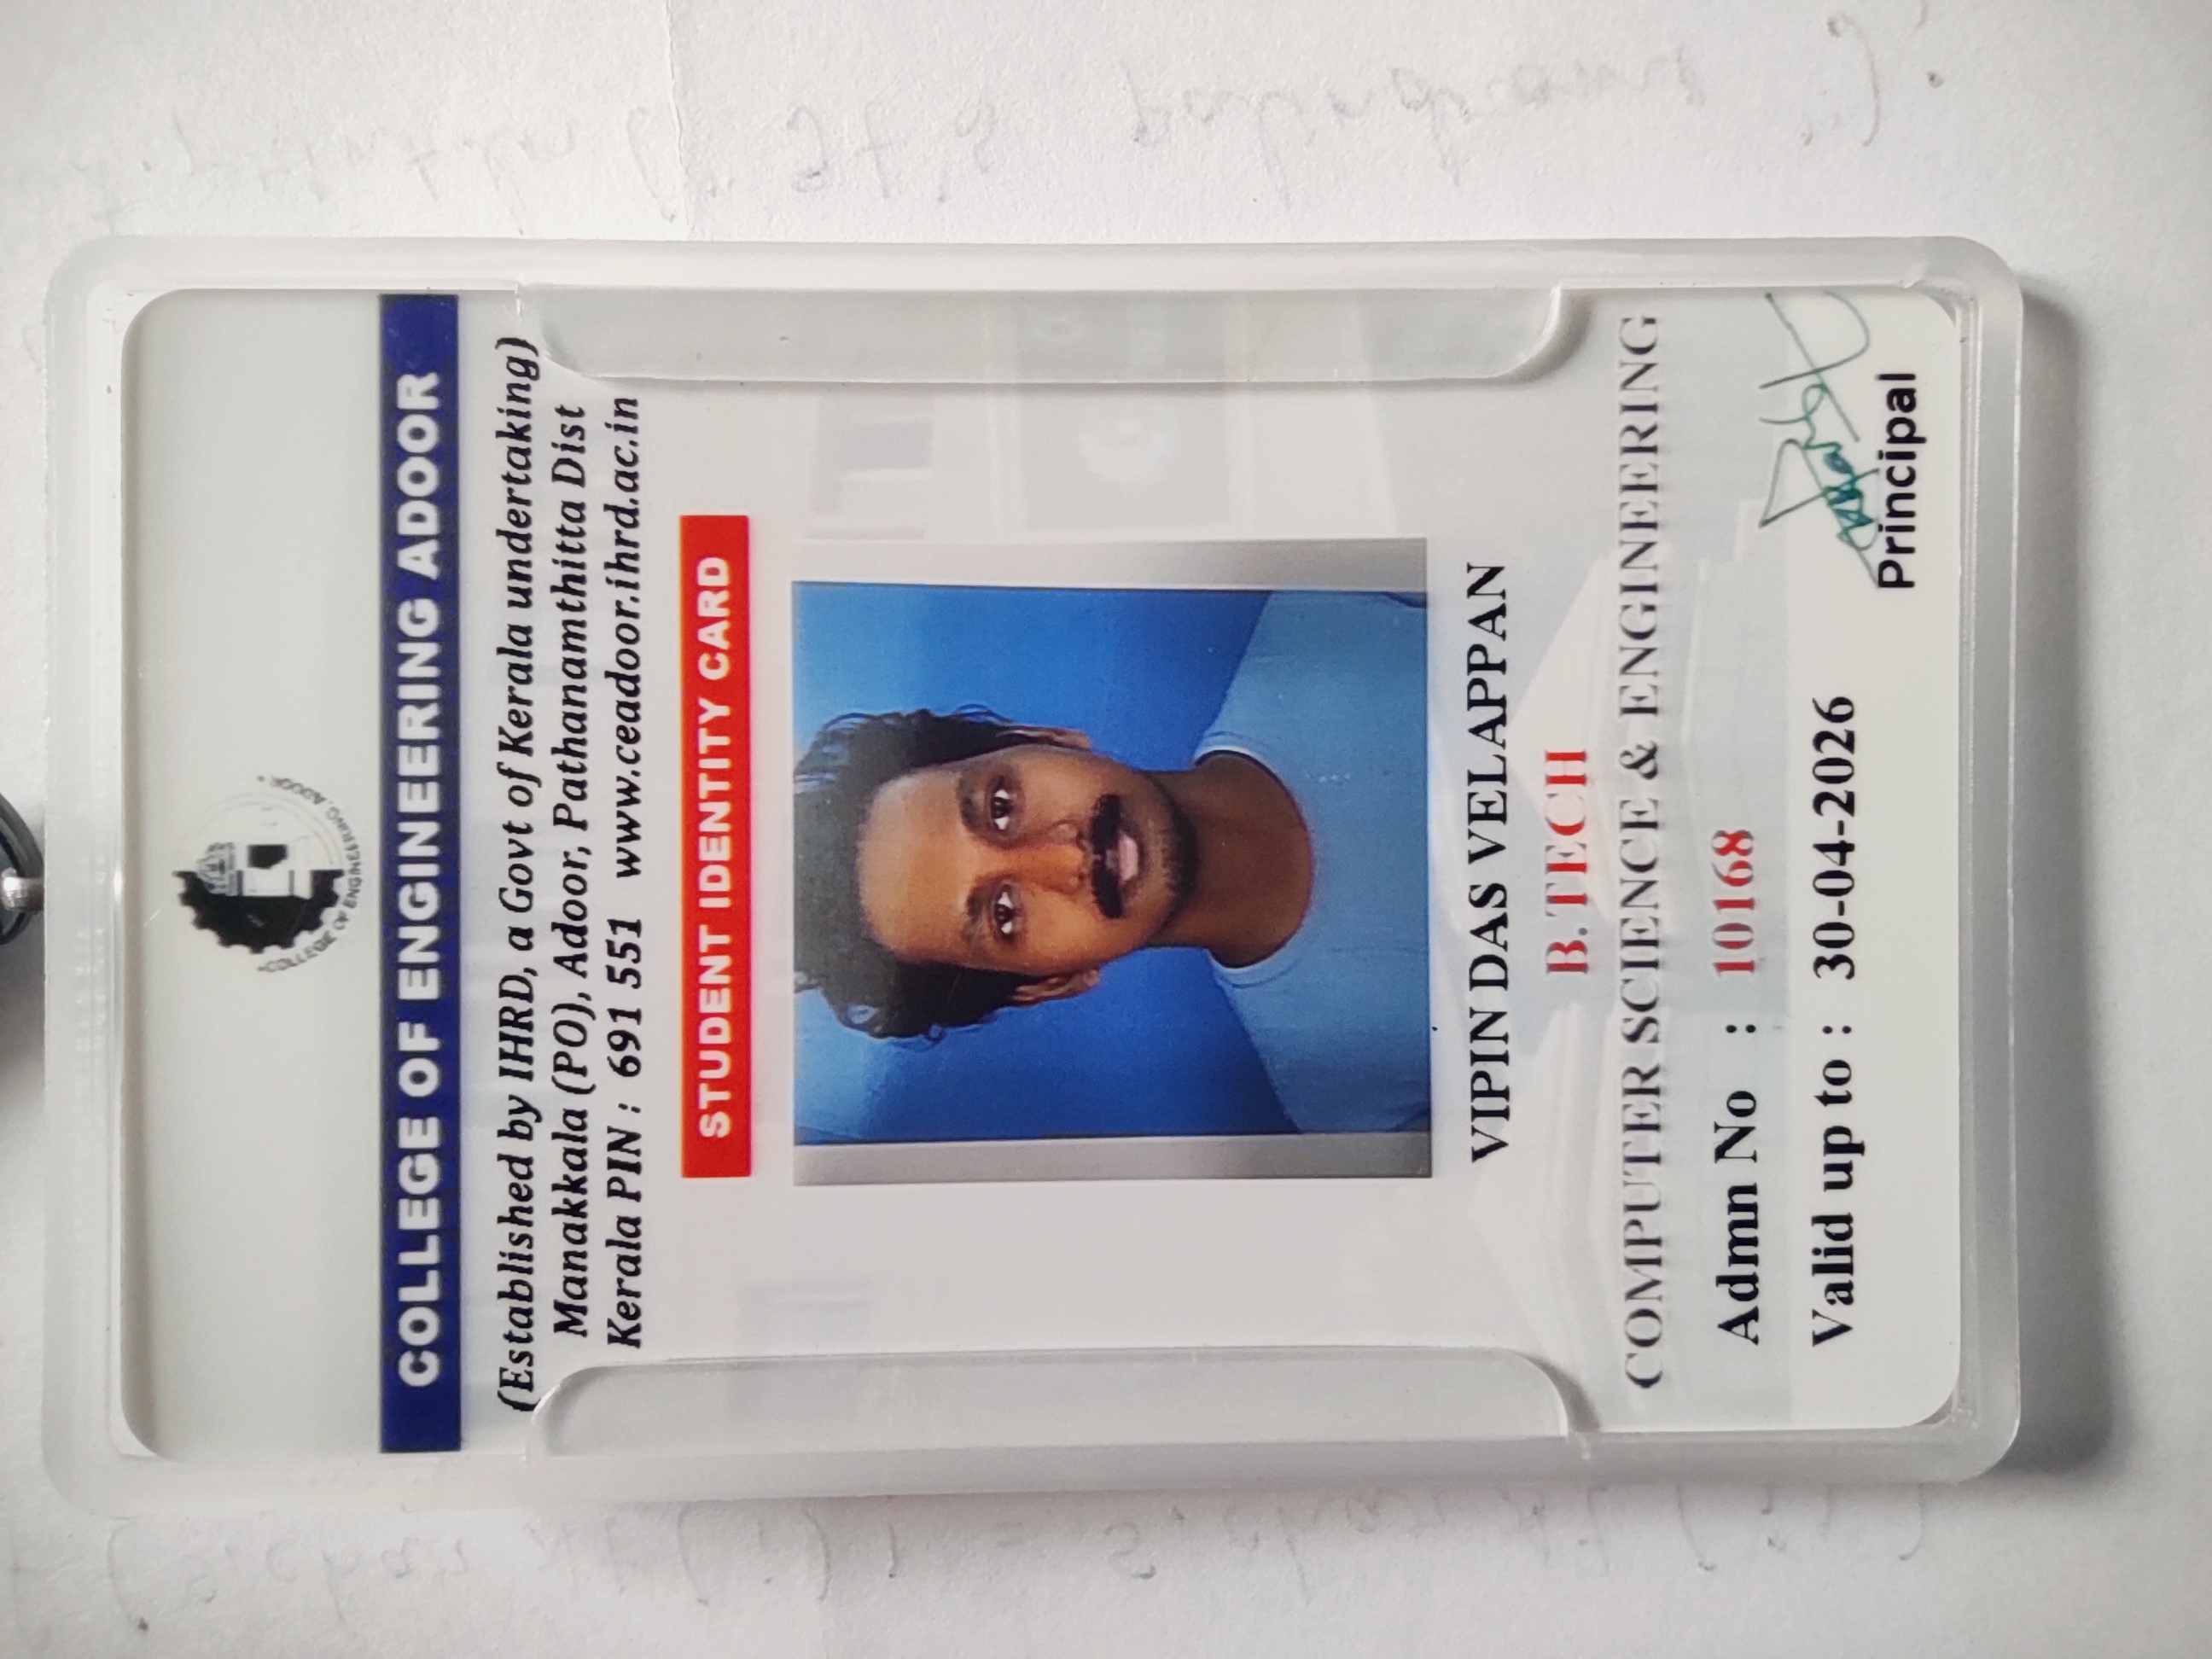 COLLEGE OF ENGINEERING, ADOOR
COLLEGE OF ENGINEERING ADOOR
(Established by IHRD, a Govt of Kerala undertaking)
Manakkala (PO), Adoor, Pathanamthitta Dist
Kerala PIN : 691 551 www.ceadoor.ihrd.ac.in
STUDENT IDENTITY CARD
VIPIN DAS VELAPPAN
B.TECH
COMPUTER SCIENCE & ENGINEERING
Admn No : 10168
Valid up to : 30-04-2026
Principal